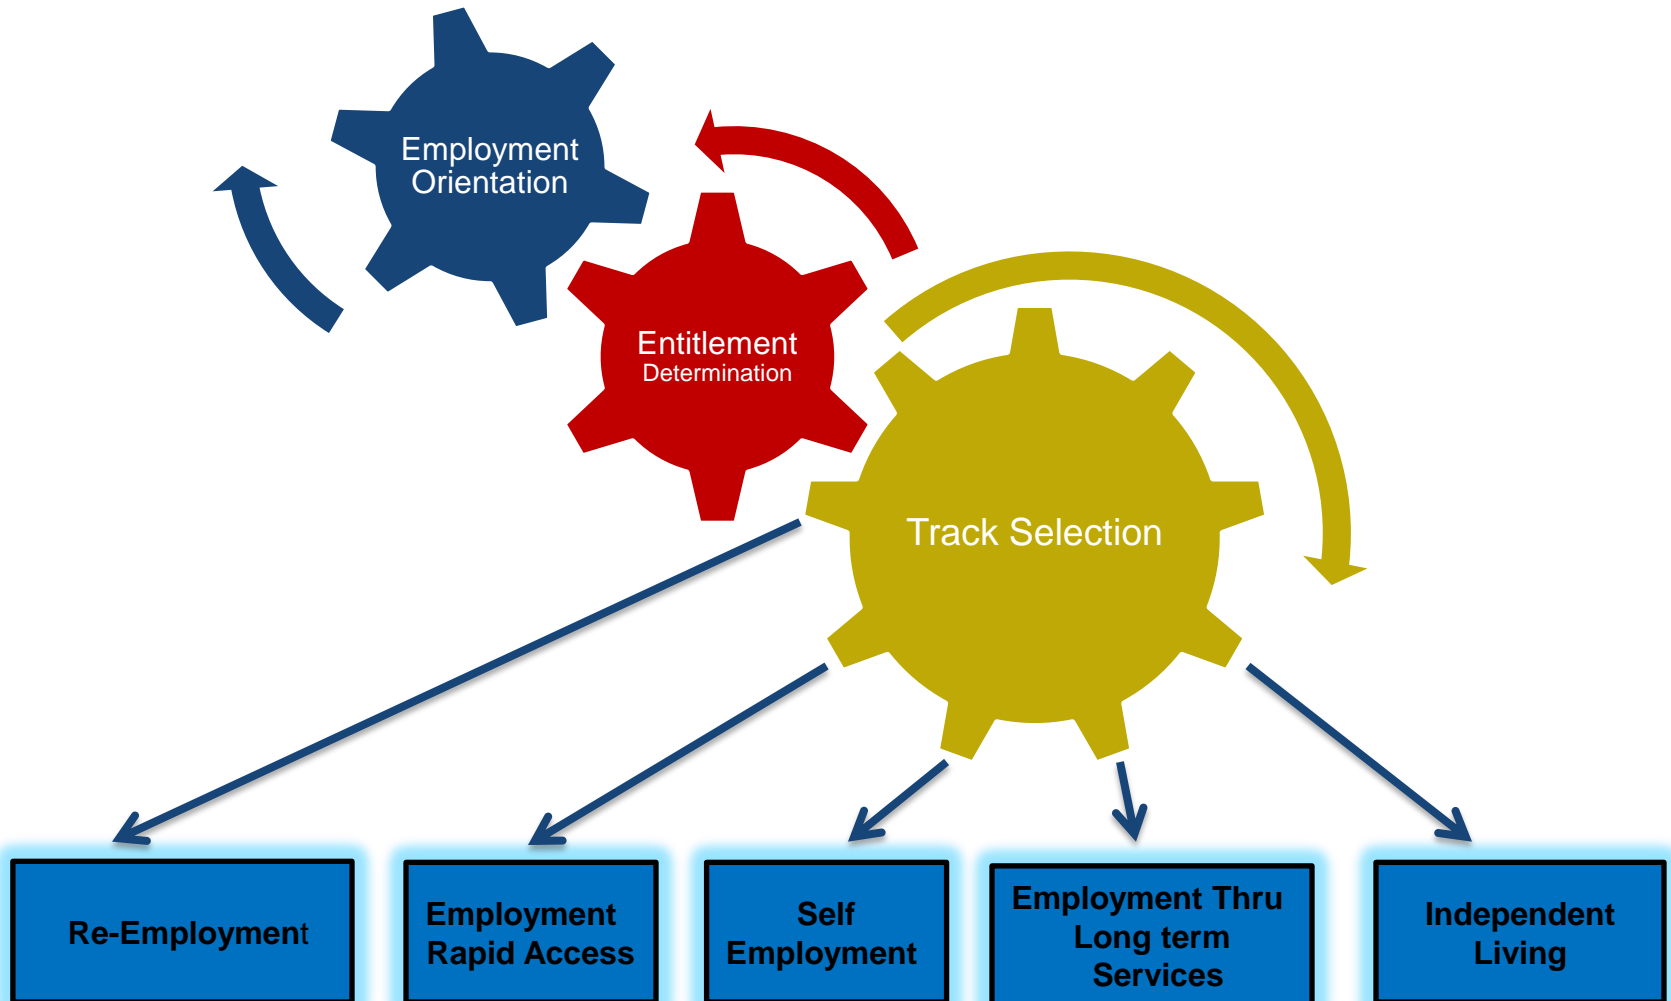 Employment
Orientation
Entitlement
Determination
Track Selection
Re-Employment
Employment
Rapid Access
Self
Employment
Employment Thru
Long term
Services
Independent
Living